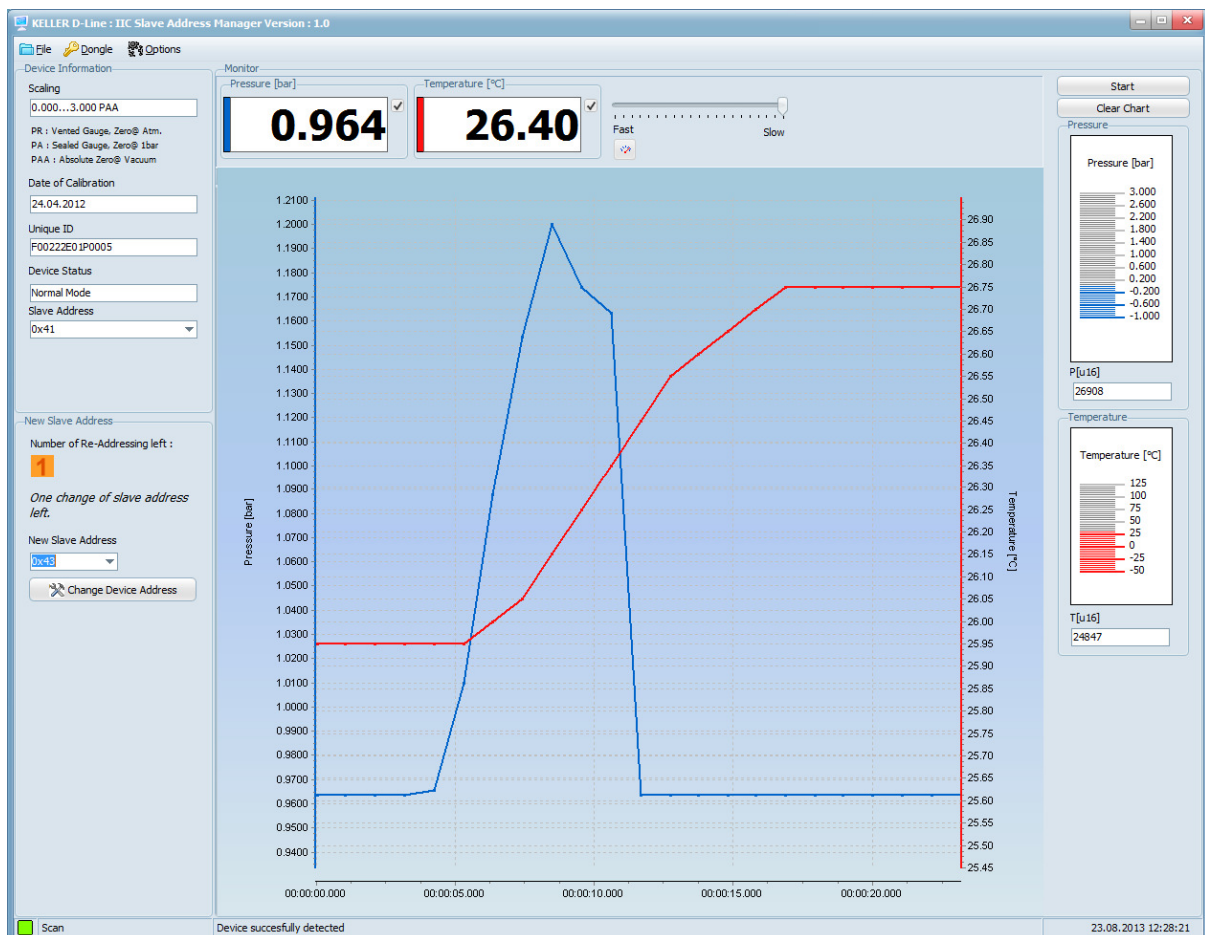 KELLER D-Line : IIC Slave Address Manager Version : 1.0
File Dongle Options
Device Information
Scaling
0.000...3.000 PAA
PR : Vented Gauge, Zero@ Atm.
PA : Sealed Gauge, Zero@ 1bar
PAA : Absolute Zero@ Vacuum
Date of Calibration
24.04.2012
Unique ID
F00222E01P0005
Device Status
Normal Mode
Slave Address
0x41
New Slave Address
Number of Re-Addressing left :
1
One change of slave address
left.
New Slave Address
0x43
Change Device Address
Monitor
Pressure [bar]
0.964
Temperature [°C]
26.40
Fast
Slow
1.2100
1.2000
1.1900
1.1800
1.1700
1.1600
1.1500
1.1400
1.1300
1.1200
1.1100
1.1000
1.0900
1.0800
1.0700
1.0600
1.0500
1.0400
1.0300
1.0200
1.0100
1.0000
0.9900
0.9800
0.9700
0.9600
0.9500
0.9400
Pressure [bar]
26.90
26.85
26.80
26.75
26.70
26.65
26.60
26.55
26.50
26.45
26.40
26.35
26.30
26.25
26.20
26.15
26.10
26.05
26.00
25.95
25.90
25.85
25.80
25.75
25.70
25.65
25.60
25.55
25.50
25.45
Temperature [°C]
00:00:00.000 00:00:05.000 00:00:10.000 00:00:15.000 00:00:20.000
Start
Clear Chart
Pressure
Pressure [bar]
3.000
2.600
2.200
1.800
1.400
1.000
0.600
0.200
-0.200
-0.600
-1.000
P[u16]
26908
Temperature
Temperature [°C]
125
100
75
50
25
0
-25
-50
T[u16]
24847
Scan
Device succesfully detected
23.08.2013 12:28:21